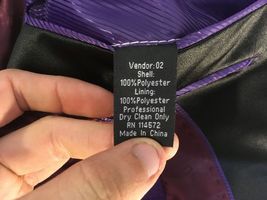 Vendor:02
Shell:
100%Polyester
Lining:
100%Polyester
Professional
Dry Clean Only
RN 114572
Made In China